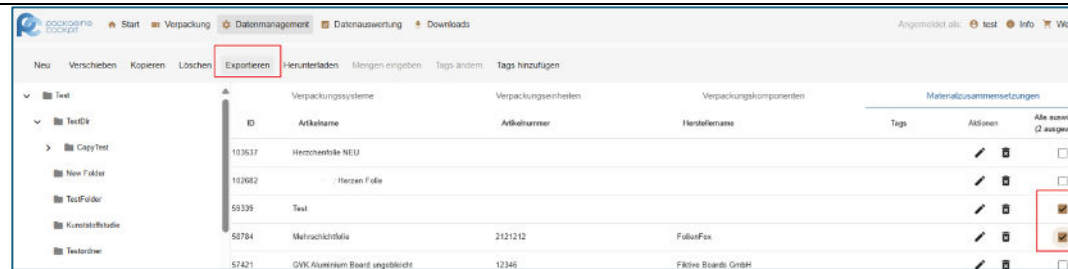 packaging cockpit Start Verpackung Datenmanagement Datenauswertung Downloads Angemeldet als: test Info
Neu Verschieben Kopieren Löschen Exportieren Herunterladen Mengen eingeben Tags ändern Tags hinzufügen
Test
TestDir
CopyTest
New Folder
TestFolder
Kunststoffstudie
Testordner
Verpackungssysteme Verpackungseinheiten Verpackungskomponenten Materialzusammensetzungen
ID Artikelname Artikelnummer Herstellername Tags Aktionen Alle
(2
103537 Herzchenfolie NEU
102682 Herzen Folie
59339 Test
58784 Mehrschichtfolie 2121212 FolienFox
57421 GVK Aluminium Board ungebleicht 12346 Fiktive Boards GmbH